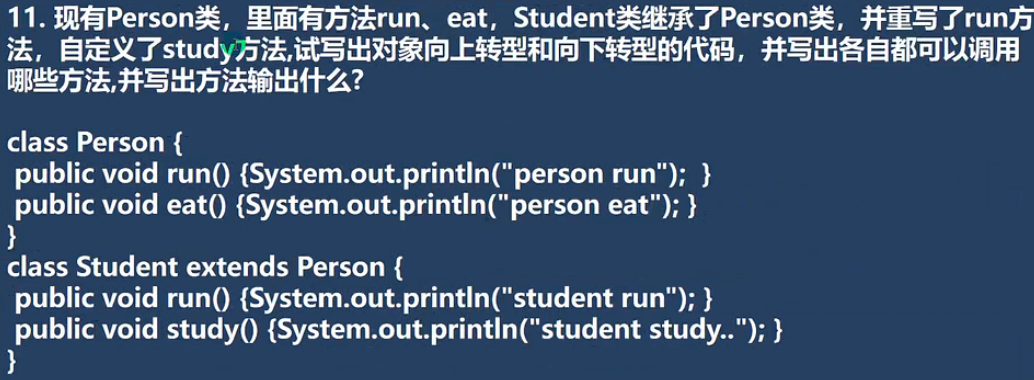 11. 现有Person类，里面有方法run、eat，Student类继承了Person类，并重写了run方
法，自定义了study方法,试写出对象向上转型和向下转型的代码，并写出各自都可以调用
哪些方法,并写出方法输出什么?
class Person {
public void run() {System.out.println("person run"); }
public void eat() {System.out.println("person eat"); }
}
class Student extends Person {
public void run() {System.out.println("student run"); }
public void study() {System.out.println("student study.."); }
}